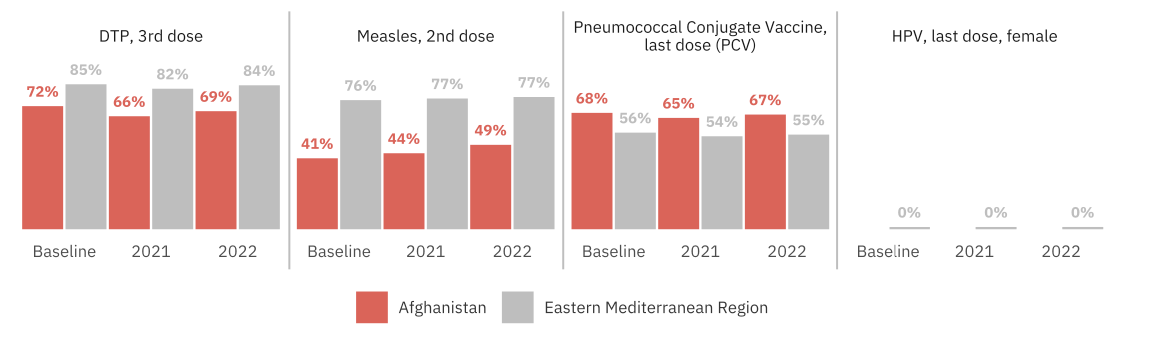 DTP, 3rd dose
85%
72%
82%
66%
84%
69%
Baseline 2021 2022
Measles, 2nd dose
76%
41%
77%
44%
77%
49%
Baseline 2021 2022
Pneumococcal Conjugate Vaccine,
last dose (PCV)
68%
56%
65%
54%
67%
55%
Baseline 2021 2022
HPV, last dose, female
0% 0% 0%
Baseline 2021 2022
Afghanistan Eastern Mediterranean Region